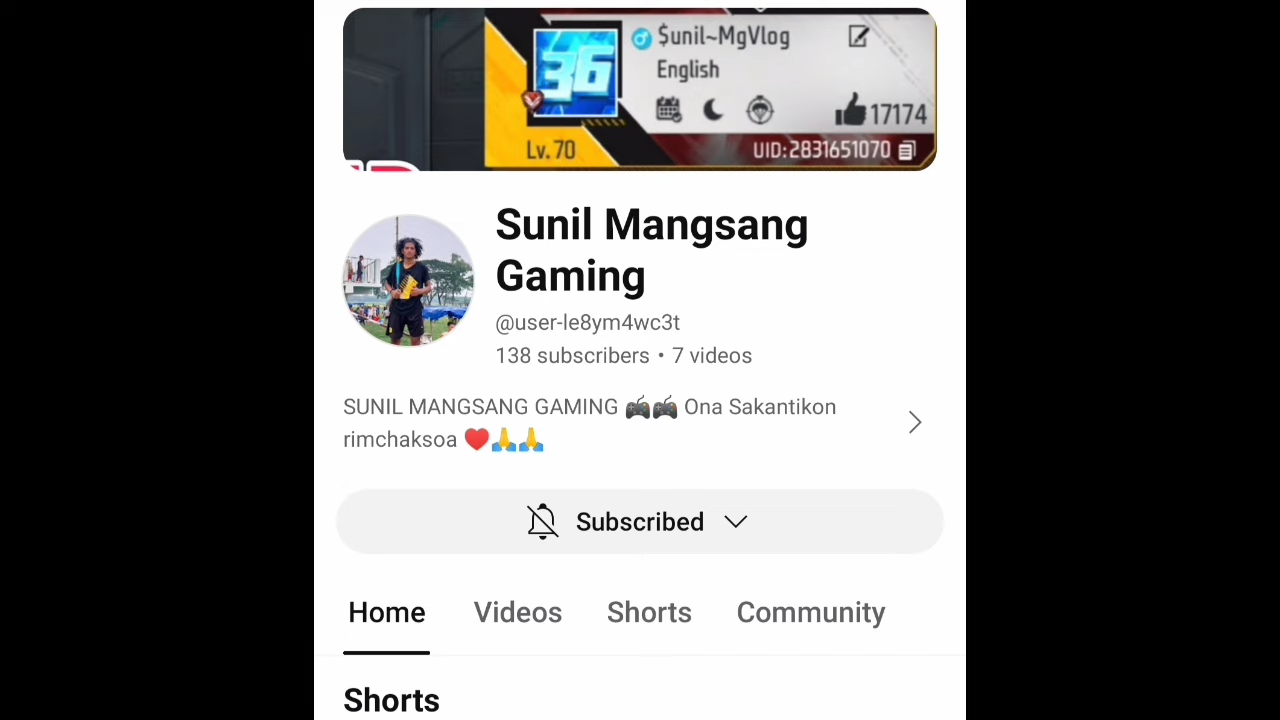 36
$unil~MgVlog
English
17174
Lv. 70
UID:2831651070
Sunil Mangsang
Gaming
@user-le8ym4wc3t
138 subscribers • 7 videos
SUNIL MANGSANG GAMING 🎮🎮 Ona Sakantikon
rimchaksoa ♥️🙏🙏
Subscribed
Home Videos Shorts Community
Shorts